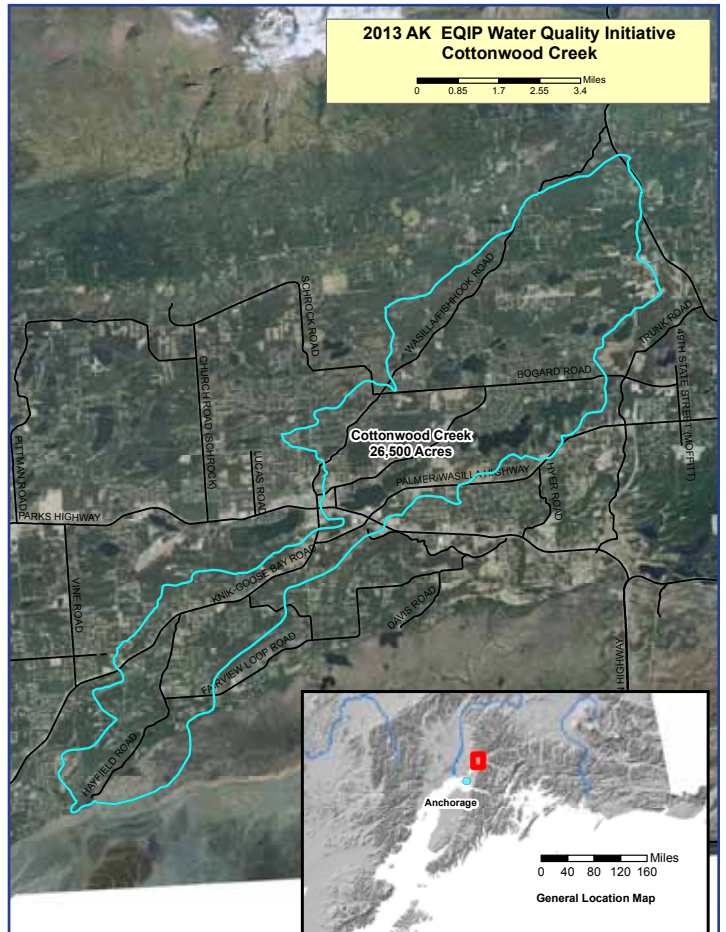 2013 AK EQIP Water Quality Initiative
Cottonwood Creek
Miles
0 0.85 1.7 2.55 3.4
WASILLA/FISHHOOK ROAD
SCHROCK ROAD
TRUNK ROAD
BOGARD ROAD
49TH STATE STREET (MOFFITT)
CHURCH ROAD (SCHROCK)
PITTMAN ROAD
LUCAS ROAD
Cottonwood Creek
26,500 Acres
PALMER/WASILLA HIGHWAY
HYER ROAD
PARKS HIGHWAY
KNIK-GOOSE BAY ROAD
VINE ROAD
DAVIS ROAD
FAIRVIEW LOOP ROAD
HIGHWAY
HAYFIELD ROAD
Anchorage
Miles
0 40 80 120 160
General Location Map